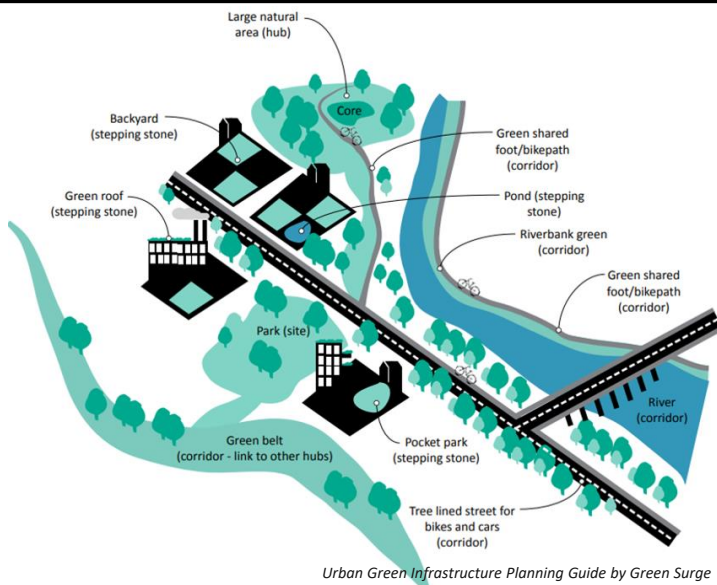 Large natural
area (hub)
Core
Backyard
(stepping stone)
Green shared
foot/bikepath
(corridor)
Green roof
(stepping stone)
Pond (stepping
stone)
Riverbank green
(corridor)
Green shared
foot/bikepath
(corridor)
Park (site)
River
(corridor)
Green belt
(corridor - link to other hubs)
Pocket park
(stepping stone)
Tree lined street for
bikes and cars
(corridor)
Urban Green Infrastructure Planning Guide by Green Surge